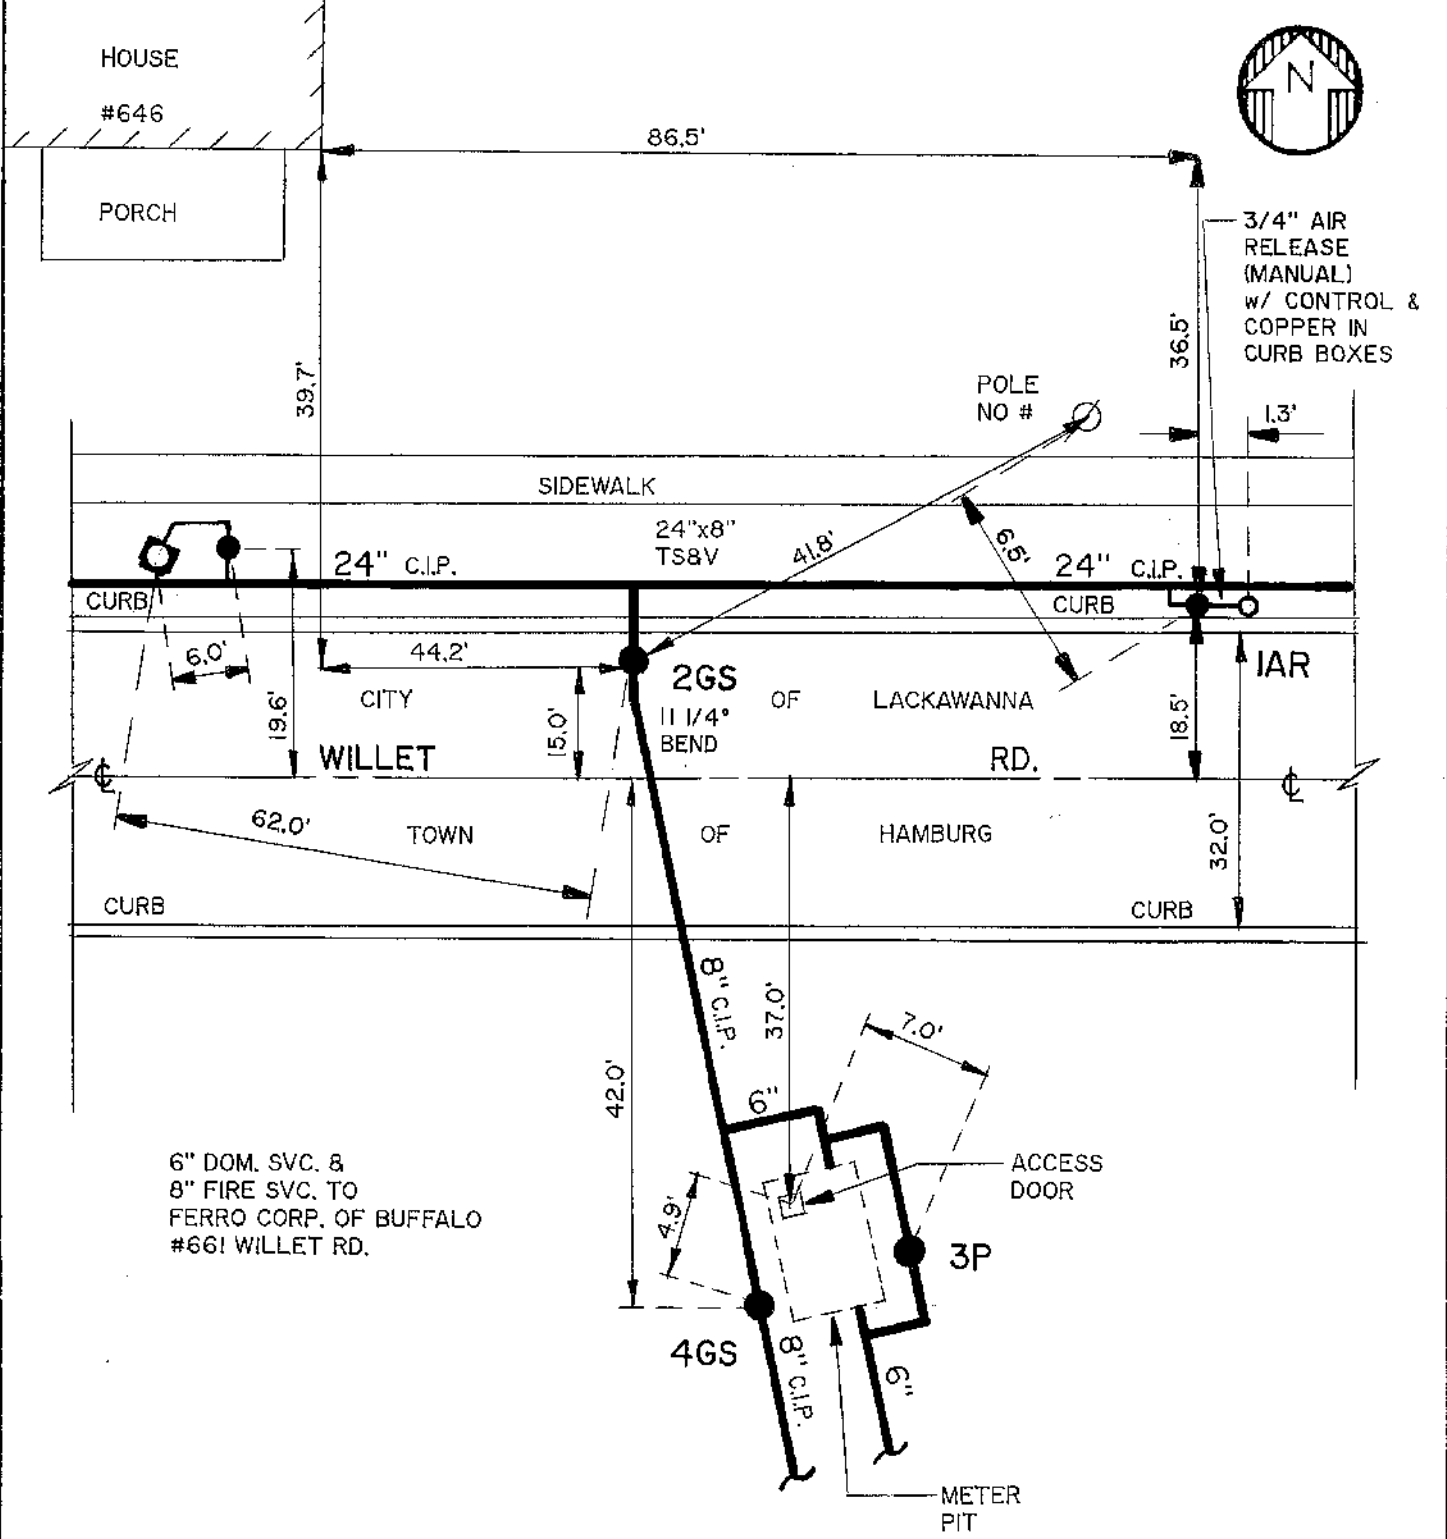 HOUSE
#646
PORCH
86.5'
N
3/4" AIR
RELEASE
(MANUAL)
w/ CONTROL &
COPPER IN
CURB BOXES
36.5'
39.7'
POLE
NO #
1.3'
SIDEWALK
24"x8"
TS&V
41.8'
6.5'
24" C.I.P.
24" C.I.P.
CURB
CURB
6.0'
44.2'
2GS
1AR
19.6'
15.0'
11 1/4°
BEND
18.5'
CITY OF LACKAWANNA
WILLET RD.
℄
℄
62.0'
TOWN OF HAMBURG
32.0'
CURB
CURB
8" C.I.P.
37.0'
7.0'
42.0'
6"
6" DOM. SVC. &
8" FIRE SVC. TO
FERRO CORP. OF BUFFALO
#661 WILLET RD.
ACCESS
DOOR
4.9'
3P
4GS
8" C.I.P.
6"
METER
PIT